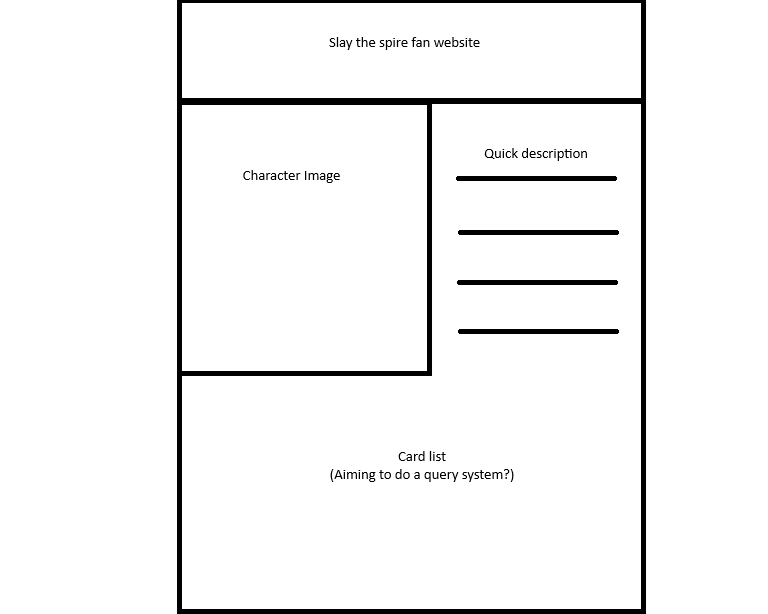 Slay the spire fan website
Character Image
Quick description
Card list
(Aiming to do a query system?)